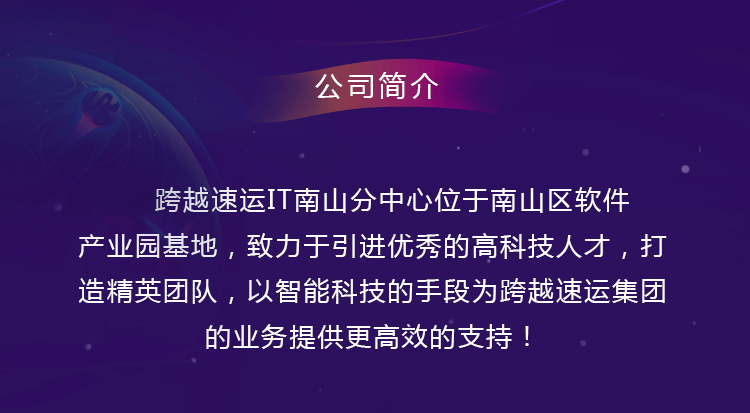 公司简介
跨越速运IT南山分中心位于南山区软件
产业园基地，致力于引进优秀的高科技人才，打
造精英团队，以智能科技的手段为跨越速运集团
的业务提供更高效的支持！